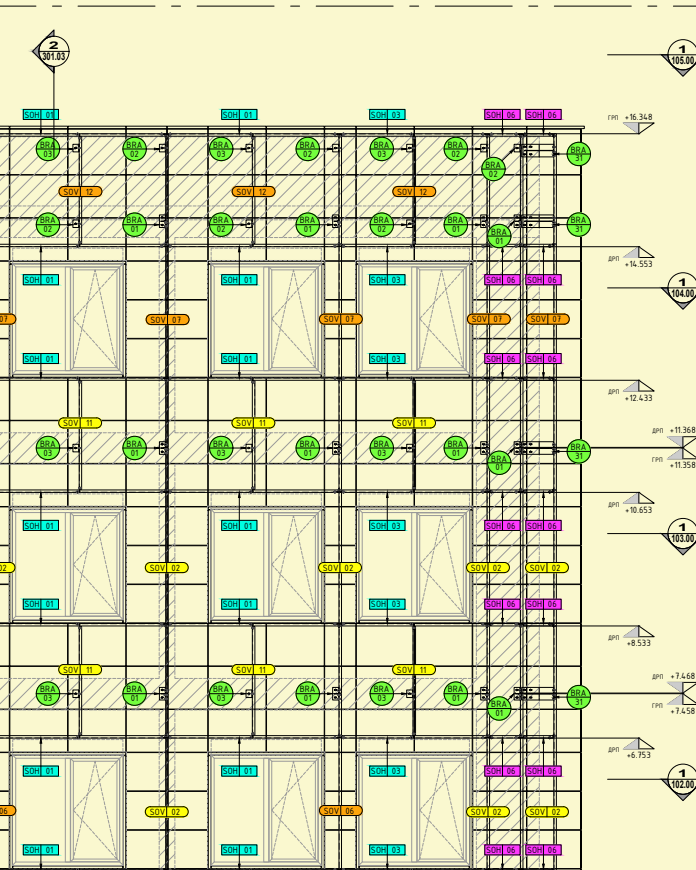 2
301.03
1
105.00
SOH 01 SOH 01 SOH 03 SOH 06 SOH 06
ГРП +16.348
BRA 03 BRA 02 BRA 03 BRA 02 BRA 03 BRA 02 BRA 02 BRA 31
SOV 12 SOV 12 SOV 12
BRA 02 BRA 01 BRA 02 BRA 01 BRA 02 BRA 01 BRA 01 BRA 31
ДРП
+14.553
SOH 01 SOH 01 SOH 03 SOH 06 SOH 06
1
104.00
07 SOV 07 SOV 07 SOV 07 SOV 07
SOH 01 SOH 01 SOH 03 SOH 06 SOH 06
ДРП
+12.433
SOV 11 SOV 11 SOV 11
ДРП +11.368
BRA 03 BRA 01 BRA 03 BRA 01 BRA 03 BRA 01 BRA 01 BRA 31
ГРП
+11.358
ДРП
+10.653
SOH 01 SOH 01 SOH 03 SOH 06 SOH 06
1
103.00
02 SOV 02 SOV 02 SOV 02 SOV 02
SOH 01 SOH 01 SOH 03 SOH 06 SOH 06
ДРП
+8.533
SOV 11 SOV 11 SOV 11
ДРП +7.468
BRA 03 BRA 01 BRA 03 BRA 01 BRA 03 BRA 01 BRA 01 BRA 31
ГРП
+7.458
ДРП
+6.753
SOH 01 SOH 01 SOH 03 SOH 06 SOH 06
1
102.00
06 SOV 02 SOV 06 SOV 02 SOV 02
SOH 01 SOH 01 SOH 03 SOH 06 SOH 06